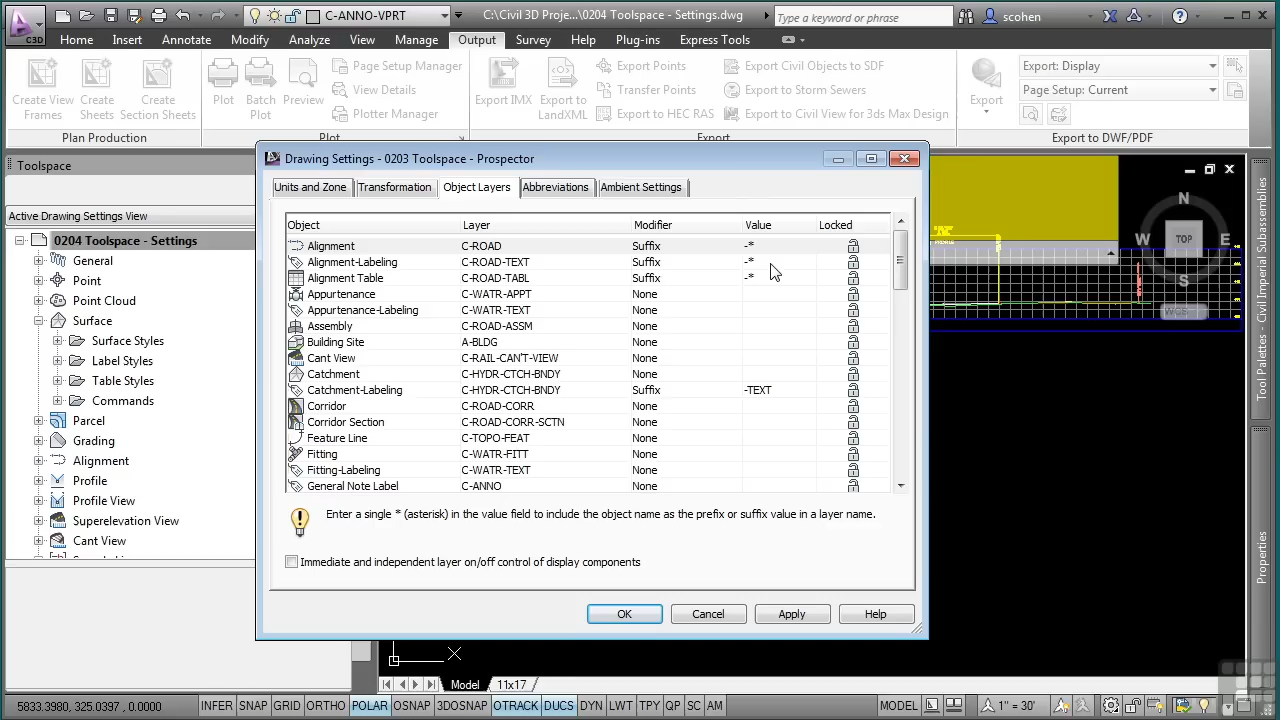 C-ANNO-VPRT
C:\Civil 3D Proje...\0204 Toolspace - Settings.dwg
Type a keyword or phrase
scohen
C3D
Home Insert Annotate Modify Analyze View Manage Output Survey Help Plug-ins Express Tools
Create View Frames
Create Sheets
Create Section Sheets
Plan Production
Plot
Batch Plot
Preview
Page Setup Manager
View Details
Plotter Manager
Plot
Export IMX
Export to LandXML
Export Points
Transfer Points
Export to HEC RAS
Export Civil Objects to SDF
Export to Storm Sewers
Export to Civil View for 3ds Max Design
Export
Export
Export: Display
Page Setup: Current
Export to DWF/PDF
Toolspace
Active Drawing Settings View
0204 Toolspace - Settings
General
Point
Point Cloud
Surface
Surface Styles
Label Styles
Table Styles
Commands
Parcel
Grading
Alignment
Profile
Profile View
Superelevation View
Cant View
Drawing Settings - 0203 Toolspace - Prospector
Units and Zone Transformation Object Layers Abbreviations Ambient Settings
Object Layer Modifier Value Locked
Alignment C-ROAD Suffix -*
Alignment-Labeling C-ROAD-TEXT Suffix -*
Alignment Table C-ROAD-TABL Suffix -*
Appurtenance C-WATR-APPT None
Appurtenance-Labeling C-WATR-TEXT None
Assembly C-ROAD-ASSM None
Building Site A-BLDG None
Cant View C-RAIL-CAN'T-VIEW None
Catchment C-HYDR-CTCH-BNDY None
Catchment-Labeling C-HYDR-CTCH-BNDY Suffix -TEXT
Corridor C-ROAD-CORR None
Corridor Section C-ROAD-CORR-SCTN None
Feature Line C-TOPO-FEAT None
Fitting C-WATR-FITT None
Fitting-Labeling C-WATR-TEXT None
General Note Label C-ANNO None
Enter a single * (asterisk) in the value field to include the object name as the prefix or suffix value in a layer name.
Immediate and independent layer on/off control of display components
OK Cancel Apply Help
N
W TOP E
S
WCS
Tool Palettes - Civil Imperial Subassemblies
Properties
X
Model 11x17
5833.3980, 325.0397, 0.0000 INFER SNAP GRID ORTHO POLAR OSNAP 3DOSNAP OTRACK DUCS DYN LWT TPY QP SC AM MODEL 1" = 30'